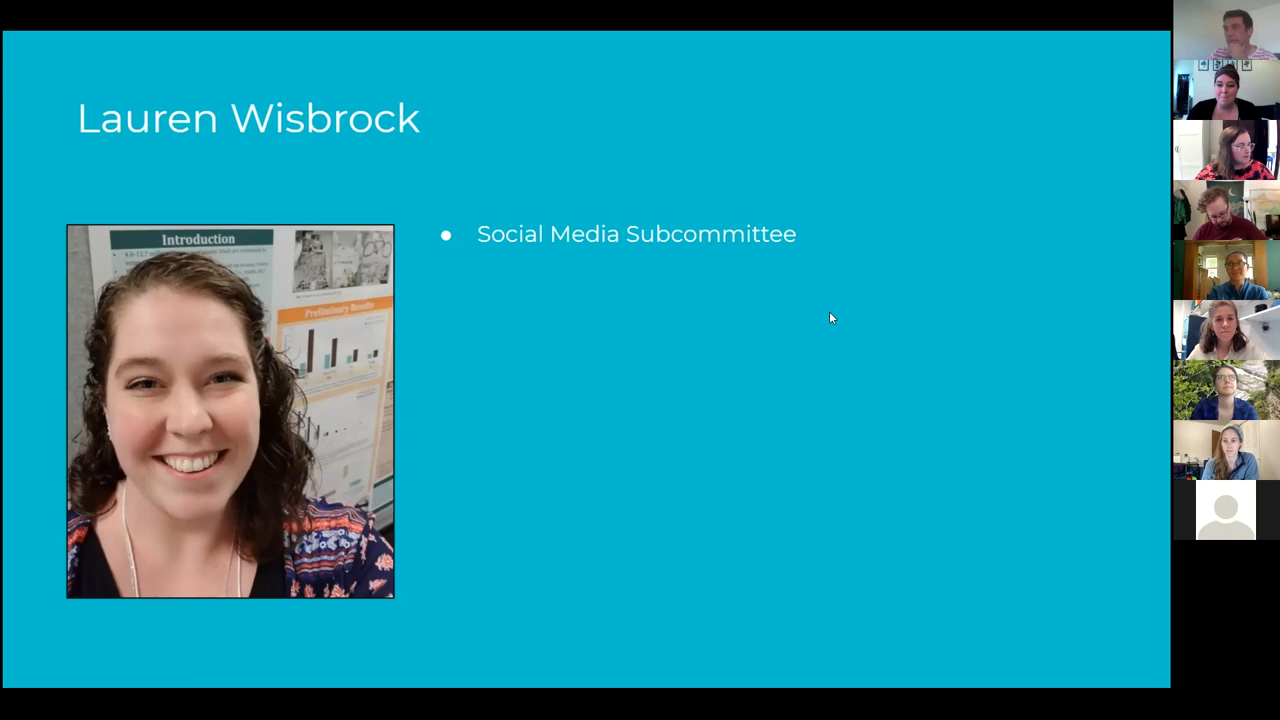 Lauren Wisbrock
Social Media Subcommittee
Introduction
Preliminary Results